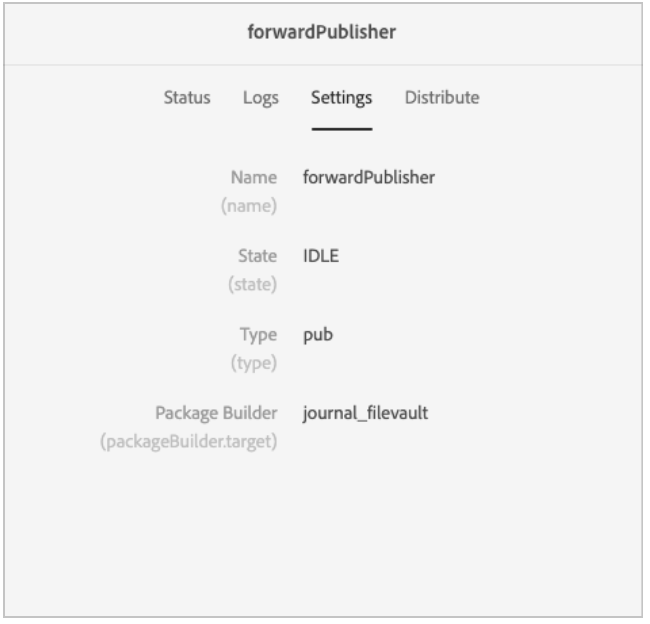 forwardPublisher
Status Logs Settings Distribute
Name forwardPublisher
(name)
State IDLE
(state)
Type pub
(type)
Package Builder journal_filevault
(packageBuilder.target)